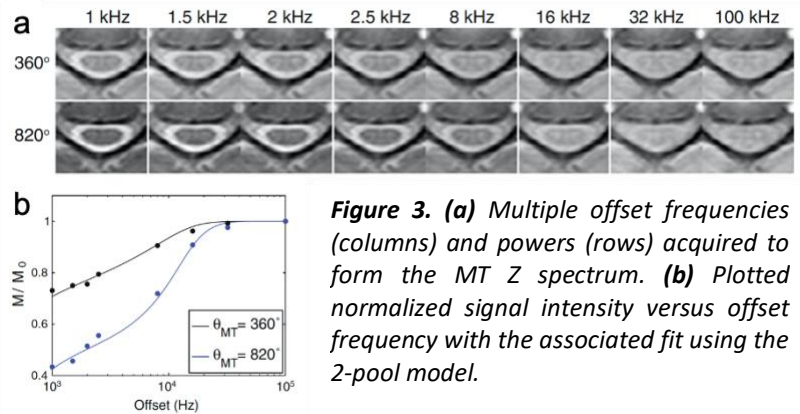 a
1 kHz 1.5 kHz 2 kHz 2.5 kHz 8 kHz 16 kHz 32 kHz 100 kHz
360°
820°
b
M/ M0
1
0.8
0.6
0.4
10³ 10⁴ 10⁵
Offset (Hz)
θMT= 360°
θMT= 820°
Figure 3. (a) Multiple offset frequencies
(columns) and powers (rows) acquired to
form the MT Z spectrum. (b) Plotted
normalized signal intensity versus offset
frequency with the associated fit using the
2-pool model.